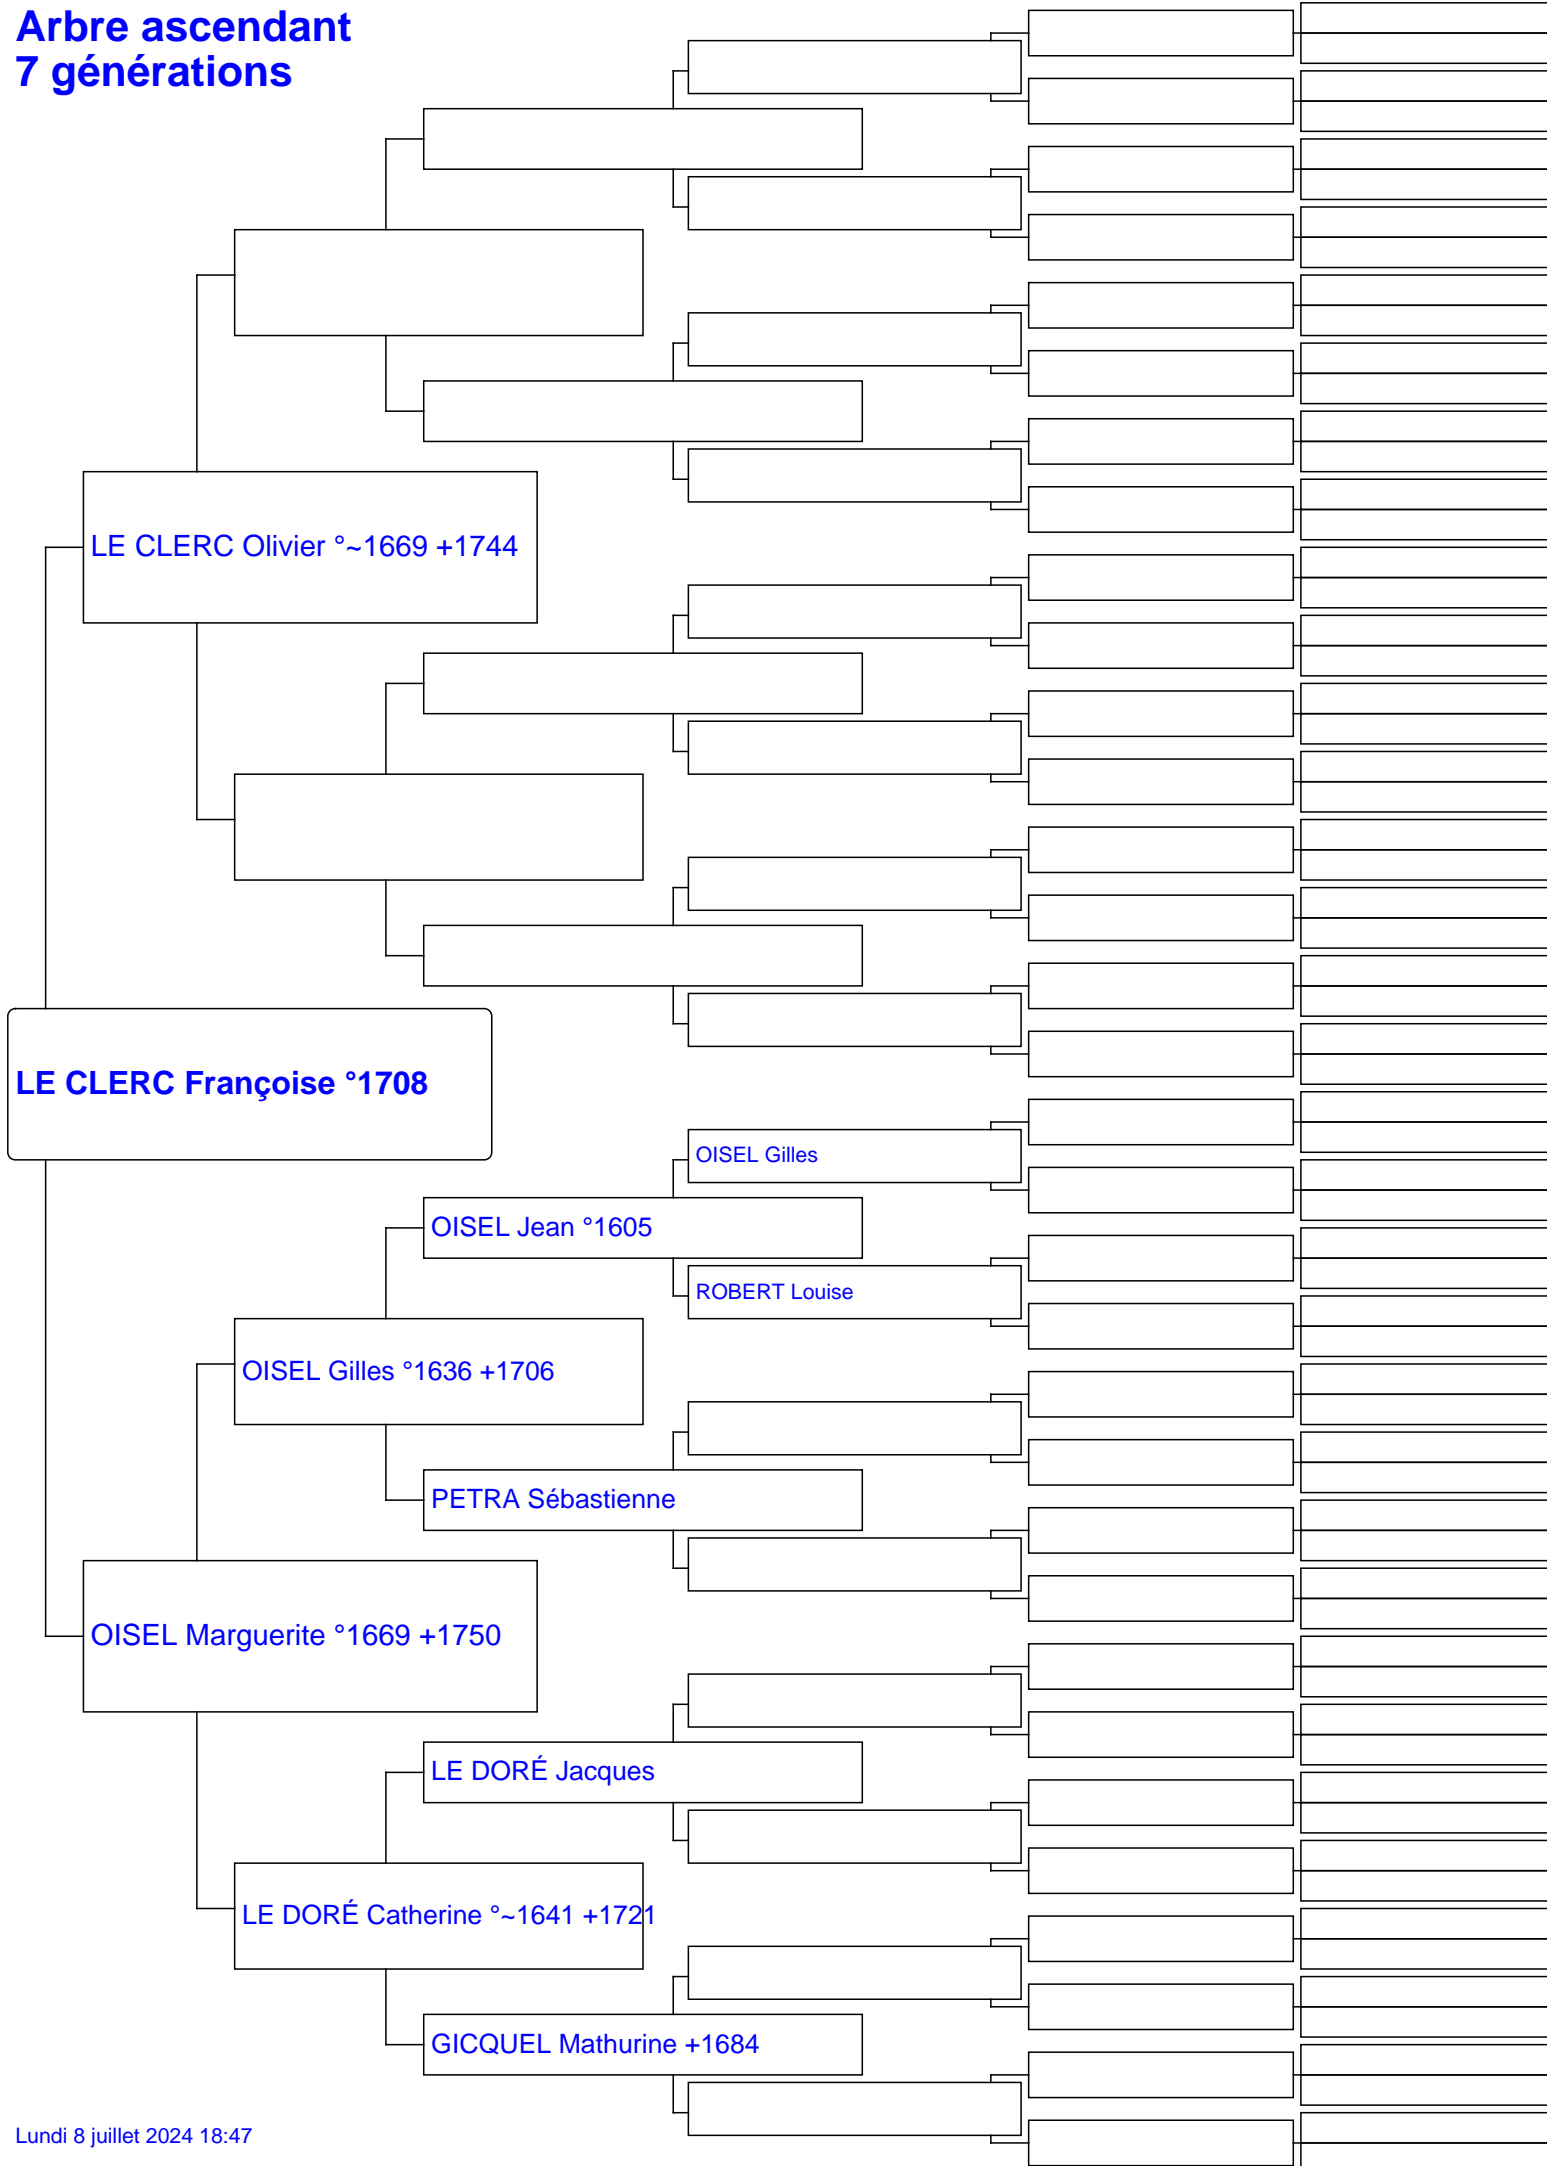 Arbre ascendant
7 générations
LE CLERC Olivier °~1669 +1744
LE CLERC Françoise °1708
OISEL Gilles
OISEL Jean °1605
ROBERT Louise
OISEL Gilles °1636 +1706
PETRA Sébastienne
OISEL Marguerite °1669 +1750
LE DORÉ Jacques
LE DORÉ Catherine °~1641 +1721
GICQUEL Mathurine +1684
Lundi 8 juillet 2024 18:47